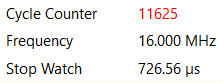 Cycle Counter 11625
Frequency 16.000 MHz
Stop Watch 726.56 µs